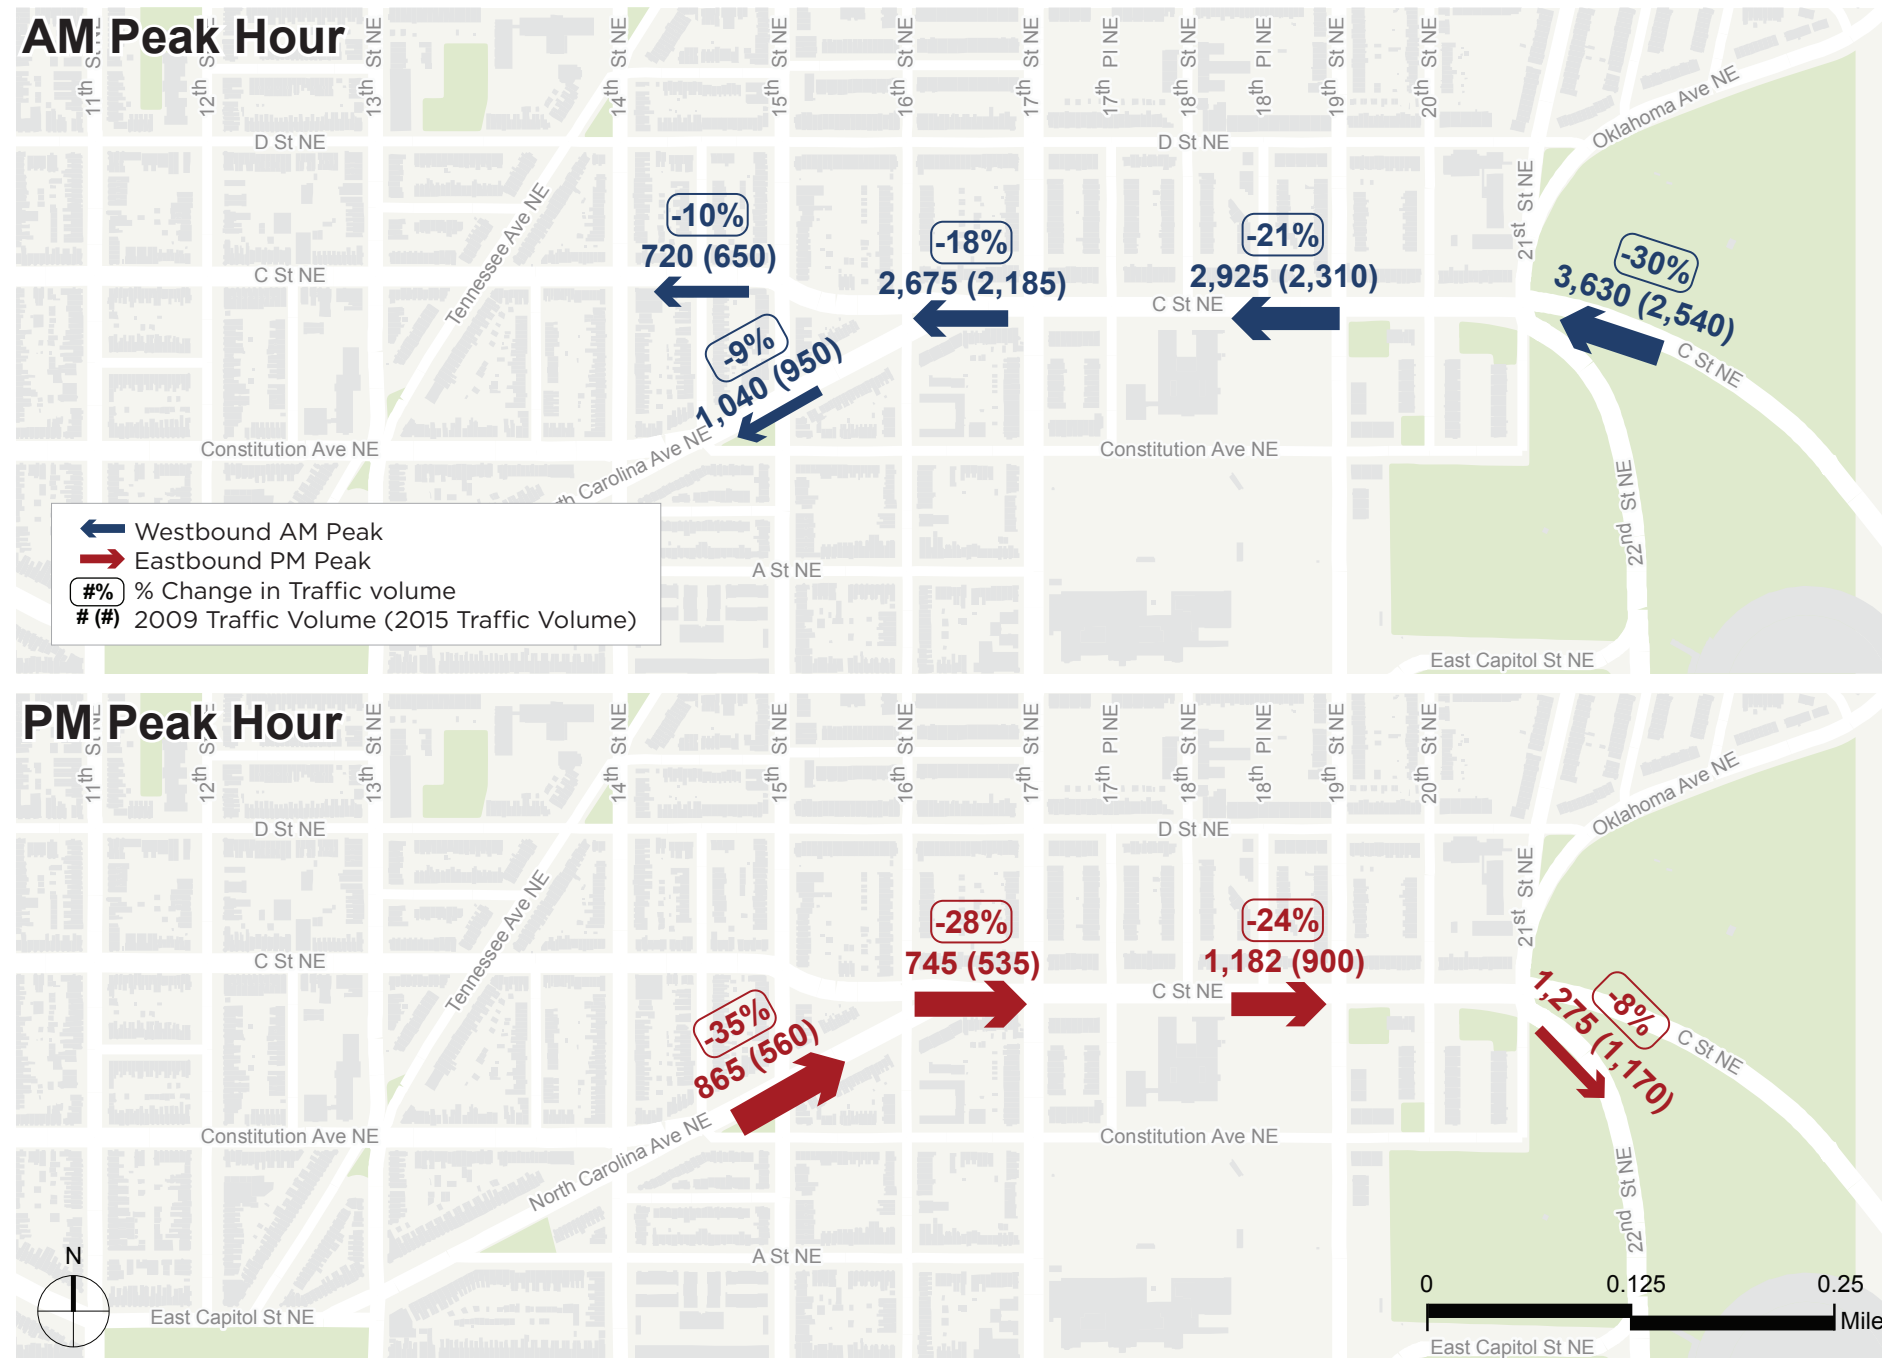 AM Peak Hour
11th St NE
12th St NE
13th St NE
14th St NE
15th St NE
16th St NE
17th St NE
17th Pl NE
18th St NE
18th Pl NE
19th St NE
20th St NE
Oklahoma Ave NE
D St NE
D St NE
21st St NE
Tennessee Ave NE
-10%
720 (650)
-18%
2,675 (2,185)
-21%
2,925 (2,310)
-30%
3,630 (2,540)
C St NE
C St NE
C St NE
-9%
1,040 (950)
Constitution Ave NE
Constitution Ave NE
th Carolina Ave NE
22nd St NE
Westbound AM Peak
Eastbound PM Peak
#% % Change in Traffic volume
# (#) 2009 Traffic Volume (2015 Traffic Volume)
A St NE
East Capitol St NE
PM Peak Hour
11th St NE
12th St NE
13th St NE
14th St NE
15th St NE
16th St NE
17th St NE
17th Pl NE
18th St NE
18th Pl NE
19th St NE
20th St NE
Oklahoma Ave NE
D St NE
D St NE
21st St NE
Tennessee Ave NE
-28%
745 (535)
-24%
1,182 (900)
C St NE
C St NE
-8%
1,275 (1,170)
C St NE
-35%
865 (560)
Constitution Ave NE
Constitution Ave NE
North Carolina Ave NE
22nd St NE
A St NE
N
East Capitol St NE
0 0.125 0.25
Mile
East Capitol St NE